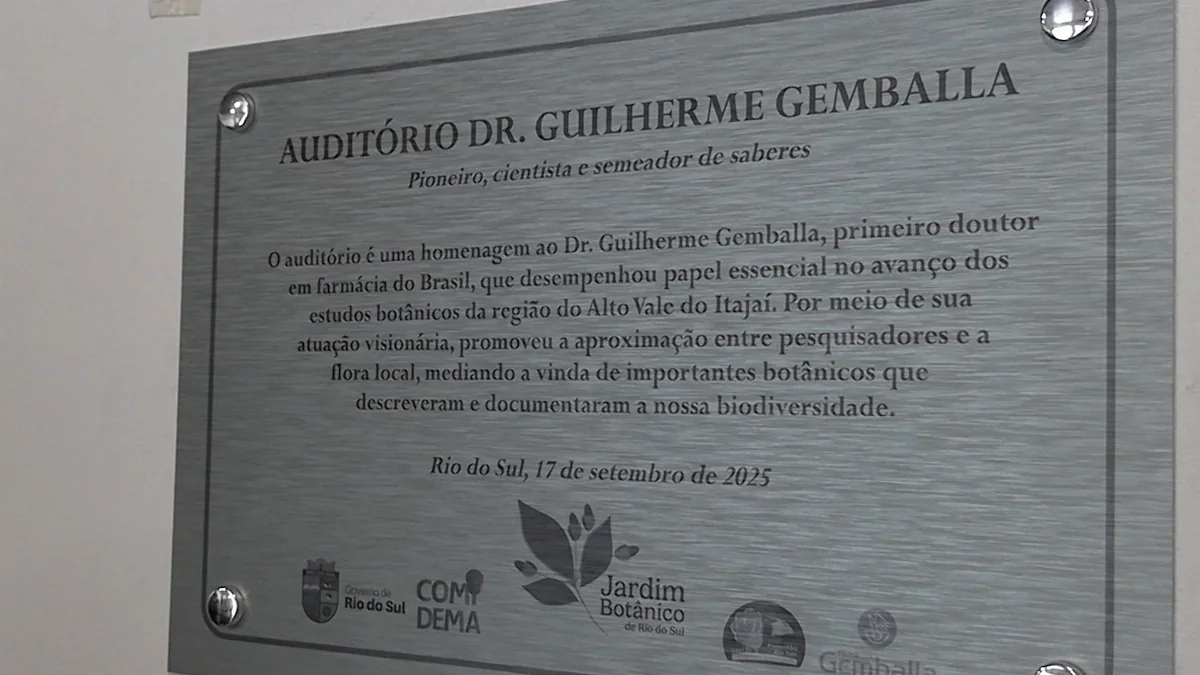 AUDITÓRIO DR. GUILHERME GEMBALLA
Pioneiro, cientista e semeador de saberes
O auditório é uma homenagem ao Dr. Guilherme Gemballa, primeiro doutor
em farmácia do Brasil, que desempenhou papel essencial no avanço dos
estudos botânicos da região do Alto Vale do Itajaí. Por meio de sua
atuação visionária, promoveu a aproximação entre pesquisadores e a
flora local, mediando a vinda de importantes botânicos que
descreveram e documentaram a nossa biodiversidade.
Rio do Sul, 17 de setembro de 2025
Governo de
Rio do Sul
COM
DEMA
Jardim
Botânico
de Rio do Sul
Gemballa